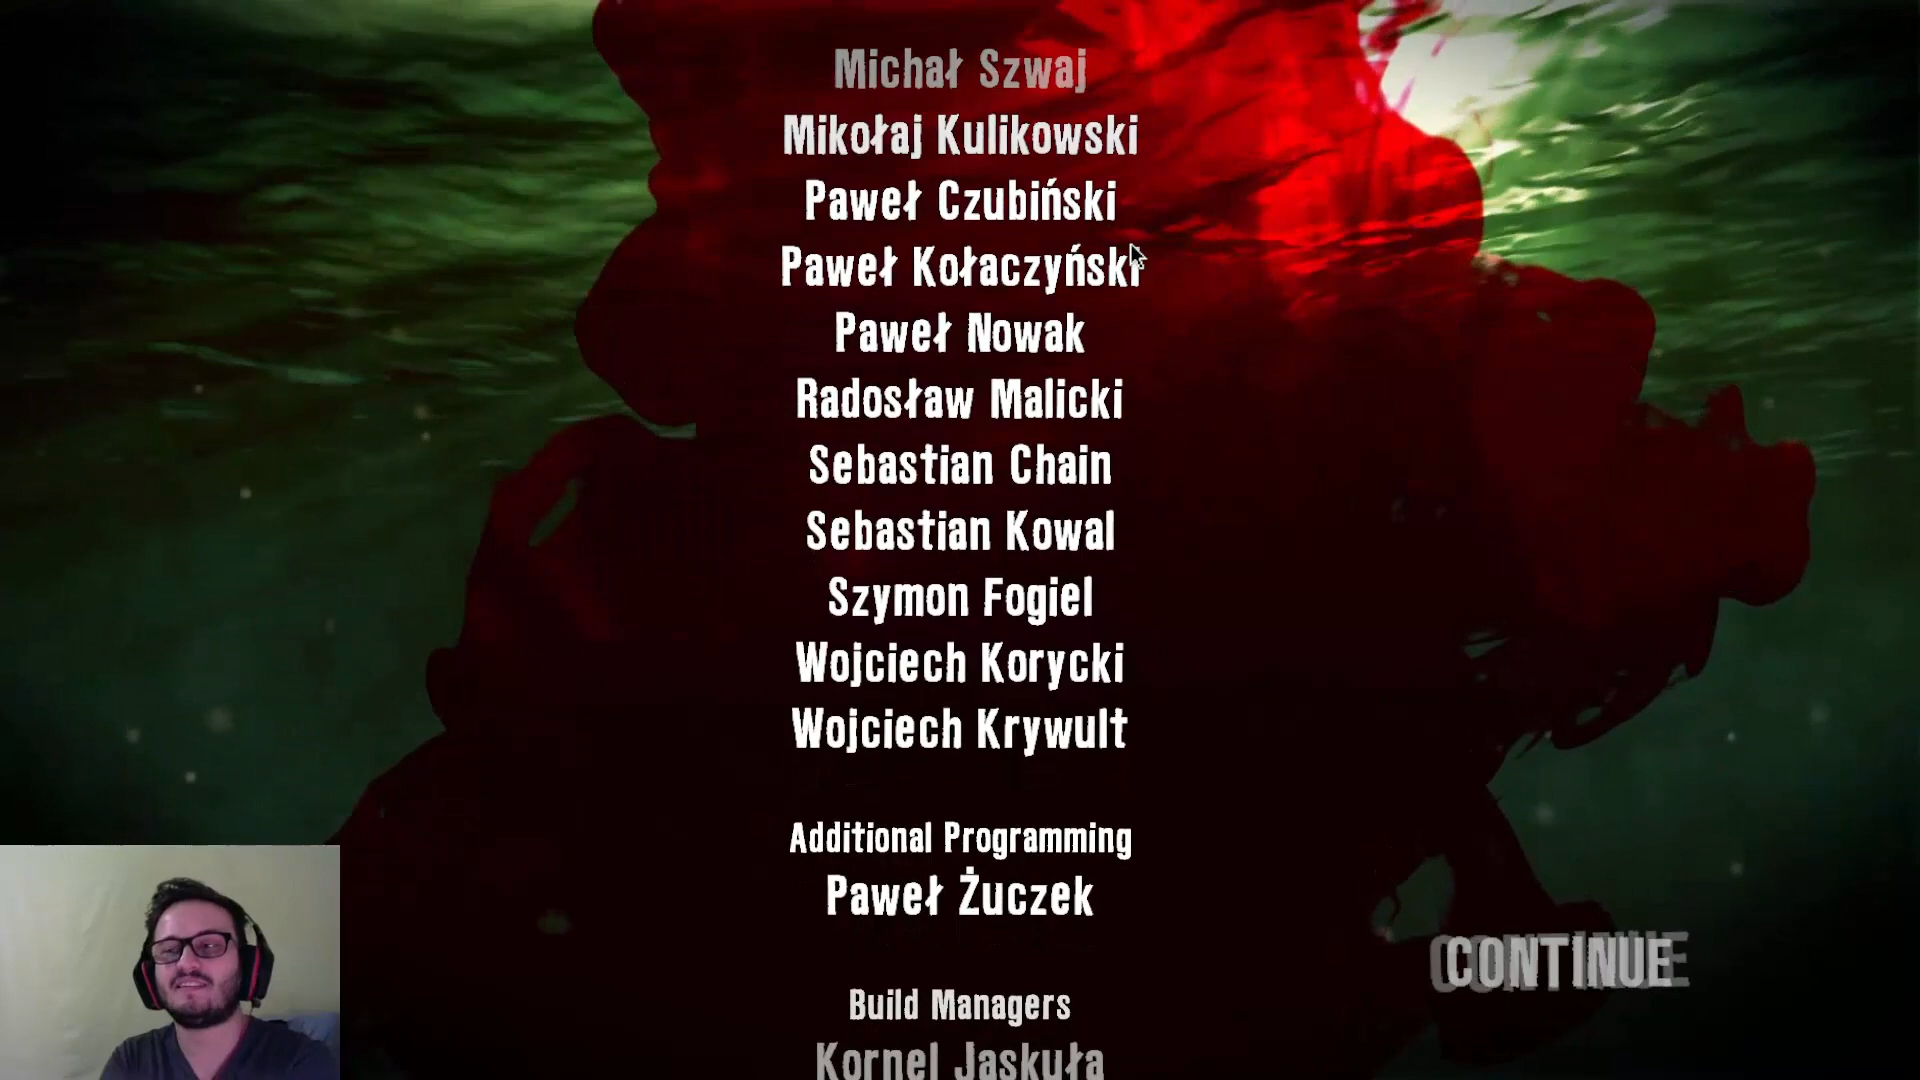 Michał Szwaj
Mikołaj Kulikowski
Paweł Czubiński
Paweł Kołaczyński
Paweł Nowak
Radosław Malicki
Sebastian Chain
Sebastian Kowal
Szymon Fogiel
Wojciech Korycki
Wojciech Krywult
Additional Programming
Paweł Żuczek
CONTINUE
Build Managers
Kornel Jaskuła